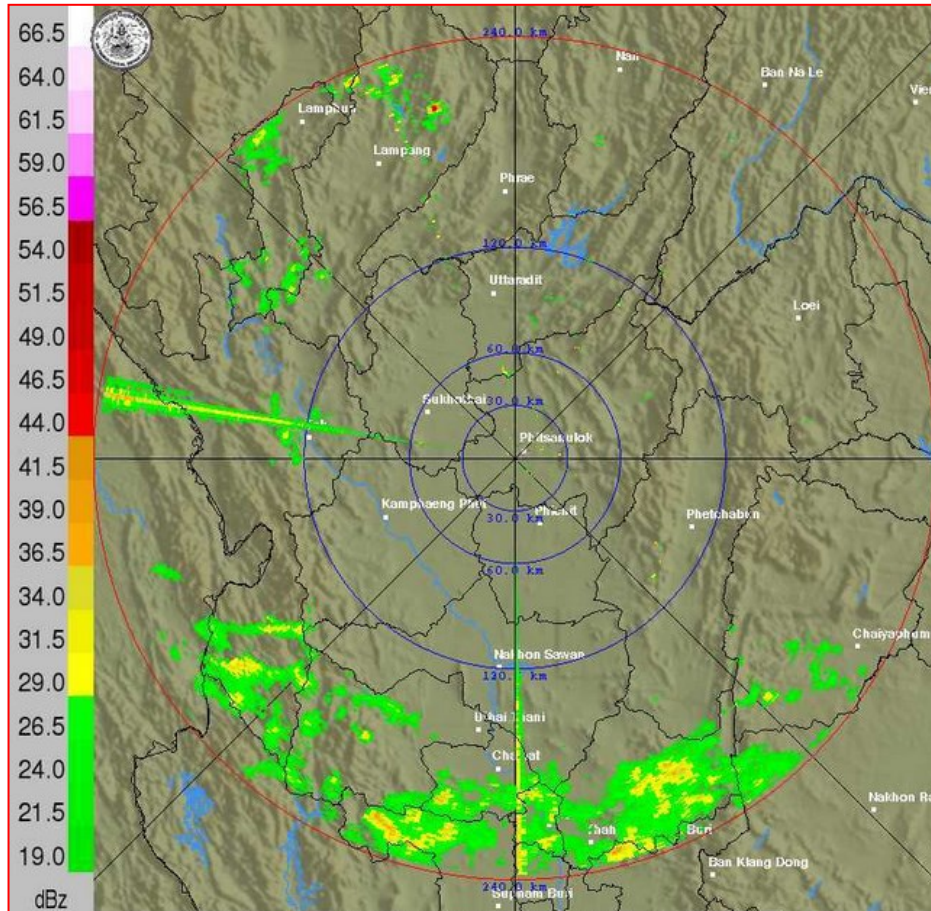 66.5
64.0
61.5
59.0
56.5
54.0
51.5
49.0
46.5
44.0
41.5
39.0
36.5
34.0
31.5
29.0
26.5
24.0
21.5
19.0
dBz
240.0 km
Nan
Ban Na Le
Lamphun
Lampang
Phrae
120.0 km
Uttaradit
Loei
60.0 km
30.0 km
Sukhothai
Phitsanulok
Kamphaeng Phet
Phichit
30.0 km
Phetchabun
60.0 km
Chaiyaphum
Nakhon Sawan
120.0 km
Uthai Thani
Chainat
Buri
Nakhon
Ban Klang Dong
240.0 km
Suphan Buri